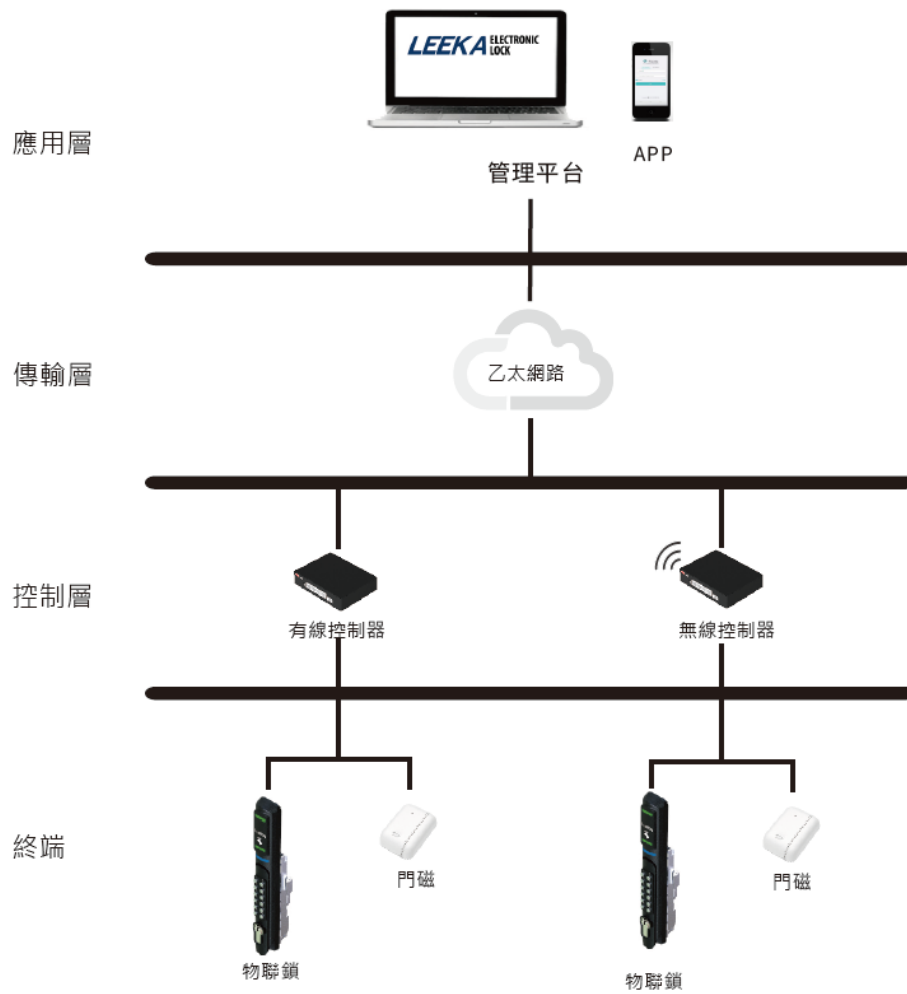 LEEKA ELECTRONIC
LOCK
應用層
APP
管理平台
傳輸層
乙太網路
控制層
有線控制器
無線控制器
終端
門磁
門磁
物聯鎖
物聯鎖